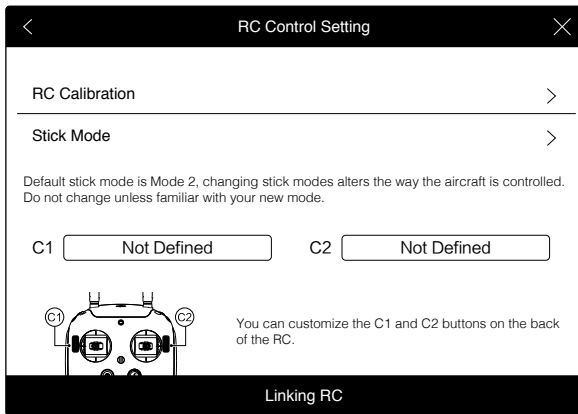 RC Control Setting
RC Calibration
Stick Mode
Default stick mode is Mode 2, changing stick modes alters the way the aircraft is controlled.
Do not change unless familiar with your new mode.
C1 Not Defined C2 Not Defined
C1 C2
You can customize the C1 and C2 buttons on the back
of the RC.
Linking RC